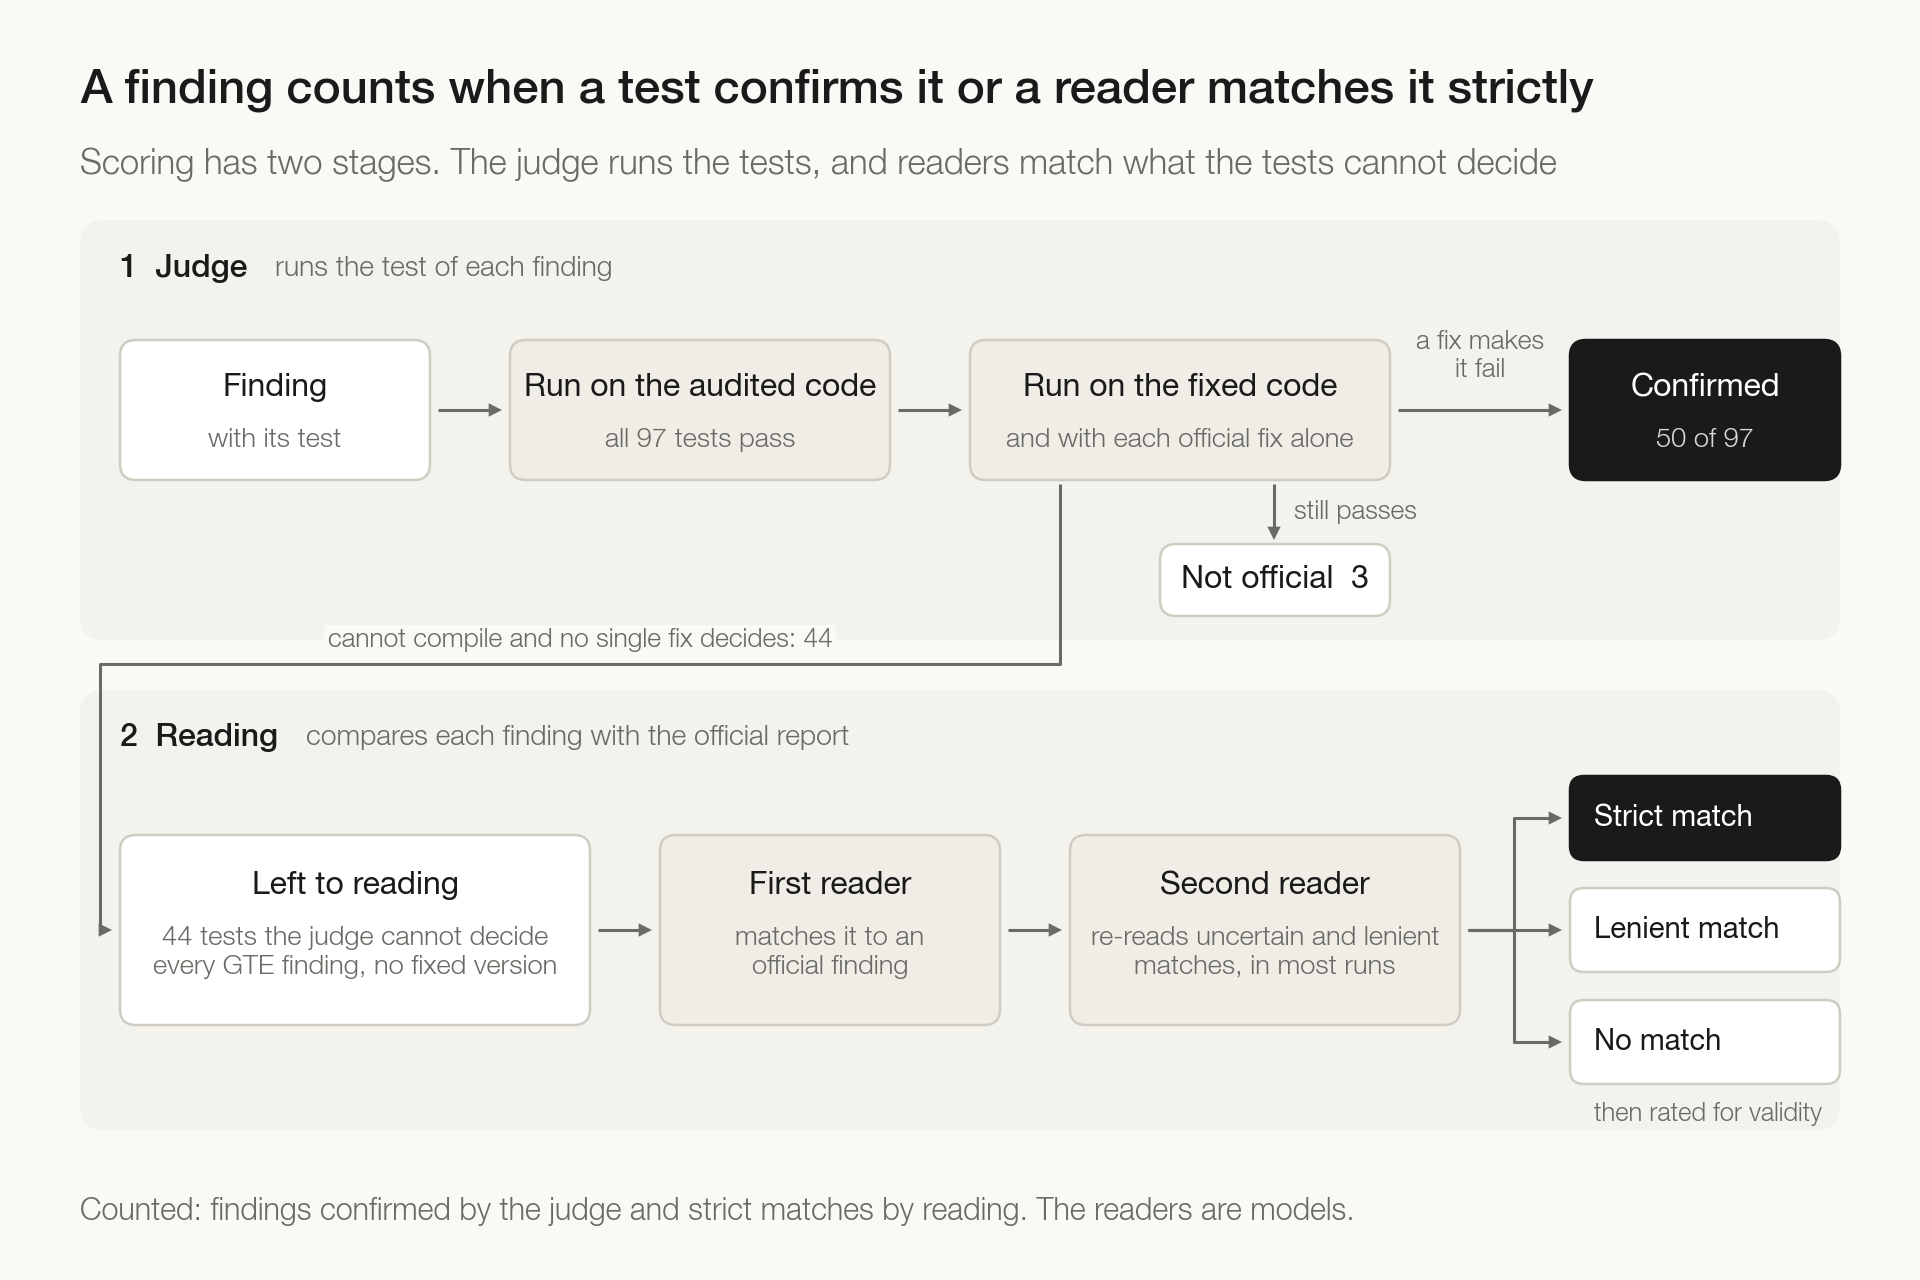 A finding counts when a test confirms it or a reader matches it strictly
Scoring has two stages. The judge runs the tests, and readers match what the tests cannot decide
1 Judge runs the test of each finding
Finding
with its test
Run on the audited code
all 97 tests pass
Run on the fixed code
and with each official fix alone
a fix makes
it fail
Confirmed
50 of 97
still passes
Not official 3
cannot compile and no single fix decides: 44
2 Reading compares each finding with the official report
Left to reading
44 tests the judge cannot decide
every GTE finding, no fixed version
First reader
matches it to an
official finding
Second reader
re-reads uncertain and lenient
matches, in most runs
Strict match
Lenient match
No match
then rated for validity
Counted: findings confirmed by the judge and strict matches by reading. The readers are models.